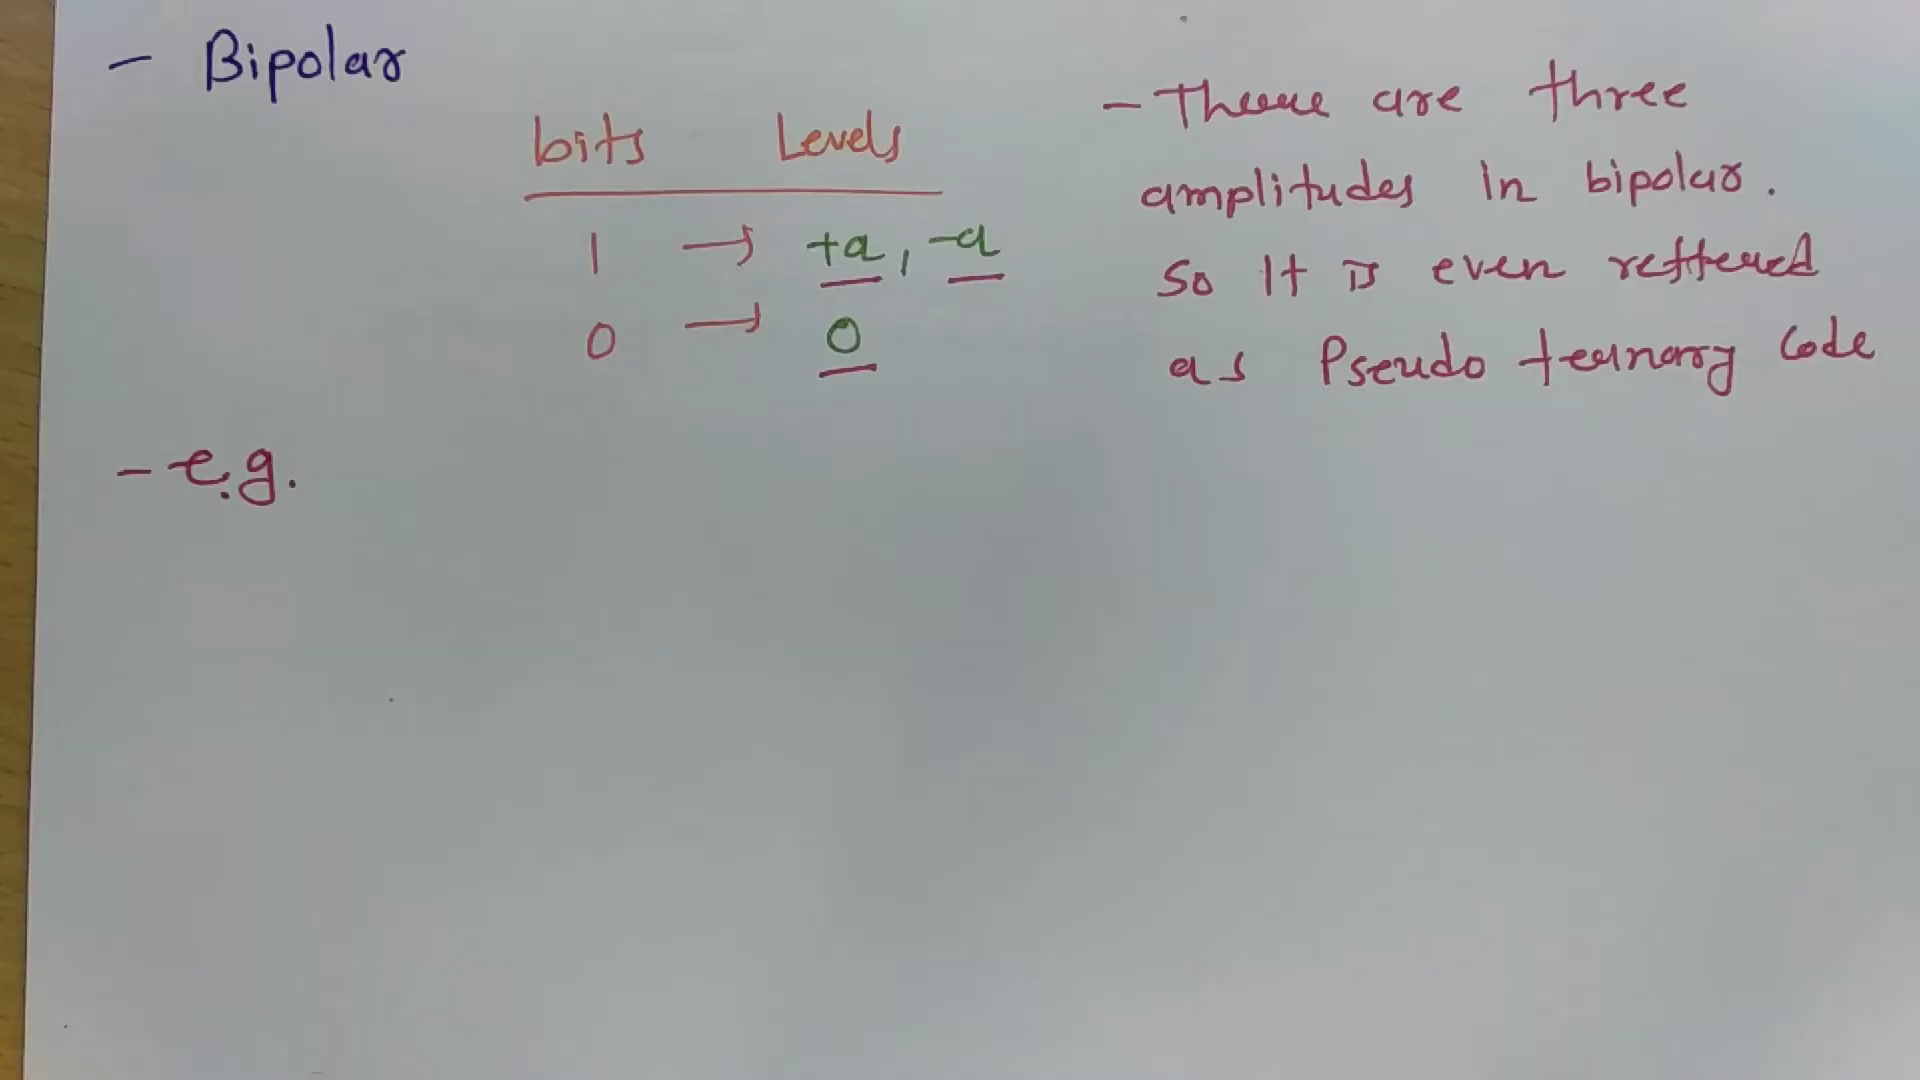 - Bipolar
bits Levels
1 → +a, -a
0 → 0
- There are three
amplitudes in bipolar.
So It is even reffered
as Pseudo ternary Code
- e.g.